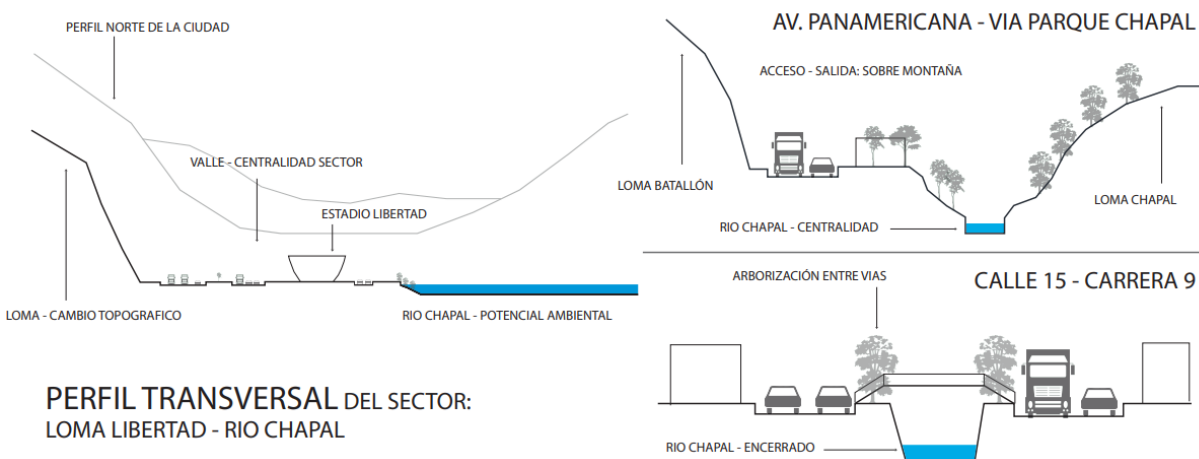 PERFIL NORTE DE LA CIUDAD
VALLE - CENTRALIDAD SECTOR
ESTADIO LIBERTAD
LOMA - CAMBIO TOPOGRAFICO
RIO CHAPAL - POTENCIAL AMBIENTAL
PERFIL TRANSVERSAL DEL SECTOR:
LOMA LIBERTAD - RIO CHAPAL
AV. PANAMERICANA - VIA PARQUE CHAPAL
ACCESO - SALIDA: SOBRE MONTAÑA
LOMA BATALLÓN
LOMA CHAPAL
RIO CHAPAL - CENTRALIDAD
CALLE 15 - CARRERA 9
ARBORIZACIÓN ENTRE VIAS
RIO CHAPAL - ENCERRADO